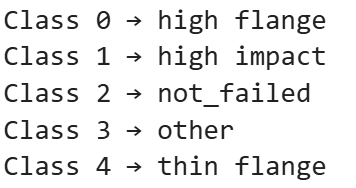 Class 0 → high flange
Class 1 → high impact
Class 2 → not_failed
Class 3 → other
Class 4 → thin flange